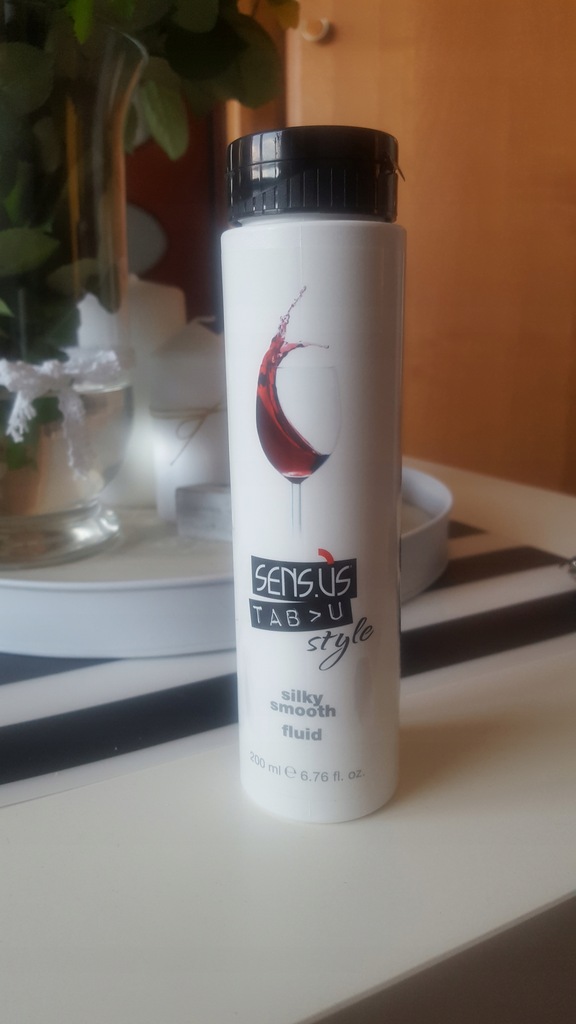 SENS.ÙS
TAB>U
style
silky
smooth
fluid
200 ml ℮ 6.76 fl. oz.